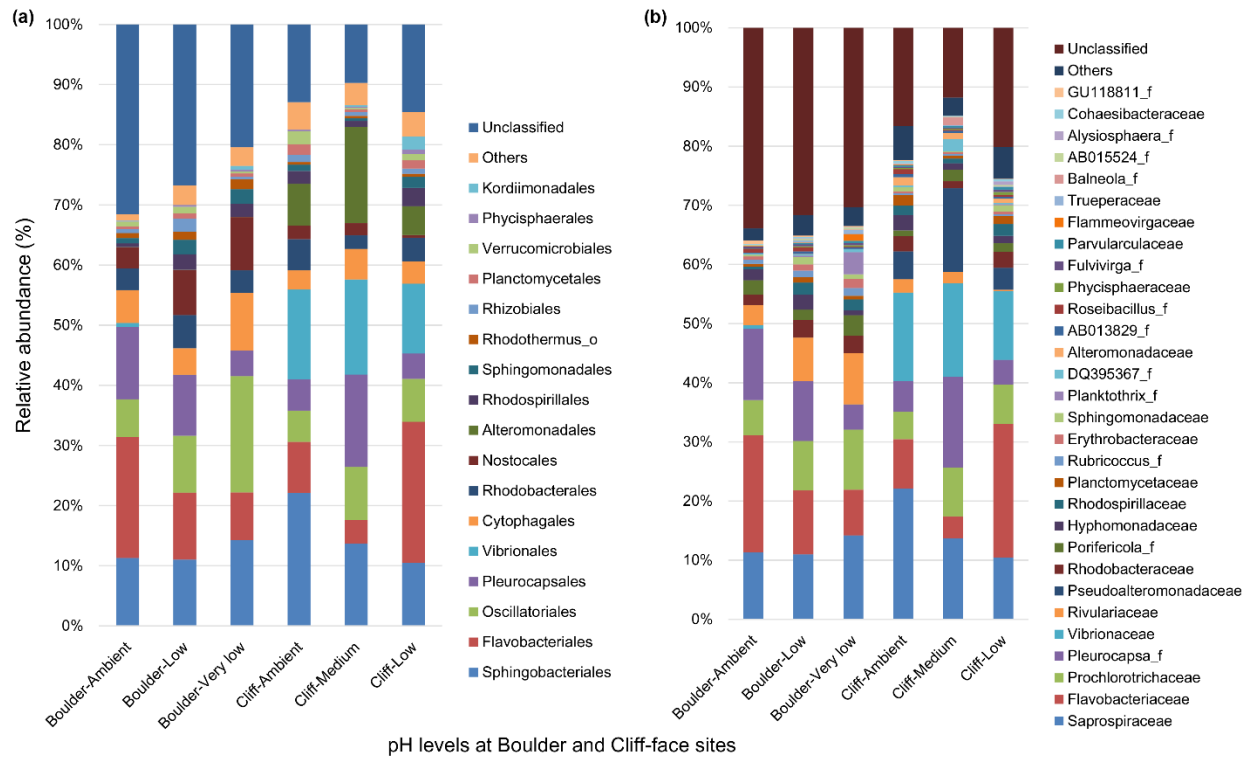 (a)
100%
90%
80%
70%
60%
50%
40%
30%
20%
10%
0%
Relative abundance (%)
Boulder-Ambient
Boulder-Low
Boulder-Very low
Cliff-Ambient
Cliff-Medium
Cliff-Low
Unclassified
Others
Kordiimonadales
Phycisphaerales
Verrucomicrobiales
Planctomycetales
Rhizobiales
Rhodothermus_o
Sphingomonadales
Rhodospirillales
Alteromonadales
Nostocales
Rhodobacterales
Cytophagales
Vibrionales
Pleurocapsales
Oscillatoriales
Flavobacteriales
Sphingobacteriales
(b)
100%
90%
80%
70%
60%
50%
40%
30%
20%
10%
0%
Boulder-Ambient
Boulder-Low
Boulder-Very low
Cliff-Ambient
Cliff-Medium
Cliff-Low
Unclassified
Others
GU118811_f
Cohaesibacteraceae
Alysiosphaera_f
AB015524_f
Balneola_f
Trueperaceae
Flammeovirgaceae
Parvularculaceae
Fulvivirga_f
Phycisphaeraceae
Roseibacillus_f
AB013829_f
Alteromonadaceae
DQ395367_f
Planktothrix_f
Sphingomonadaceae
Erythrobacteraceae
Rubricoccus_f
Planctomycetaceae
Rhodospirillaceae
Hyphomonadaceae
Porifericola_f
Rhodobacteraceae
Pseudoalteromonadaceae
Rivulariaceae
Vibrionaceae
Pleurocapsa_f
Prochlorotrichaceae
Flavobacteriaceae
Saprospiraceae
pH levels at Boulder and Cliff-face sites